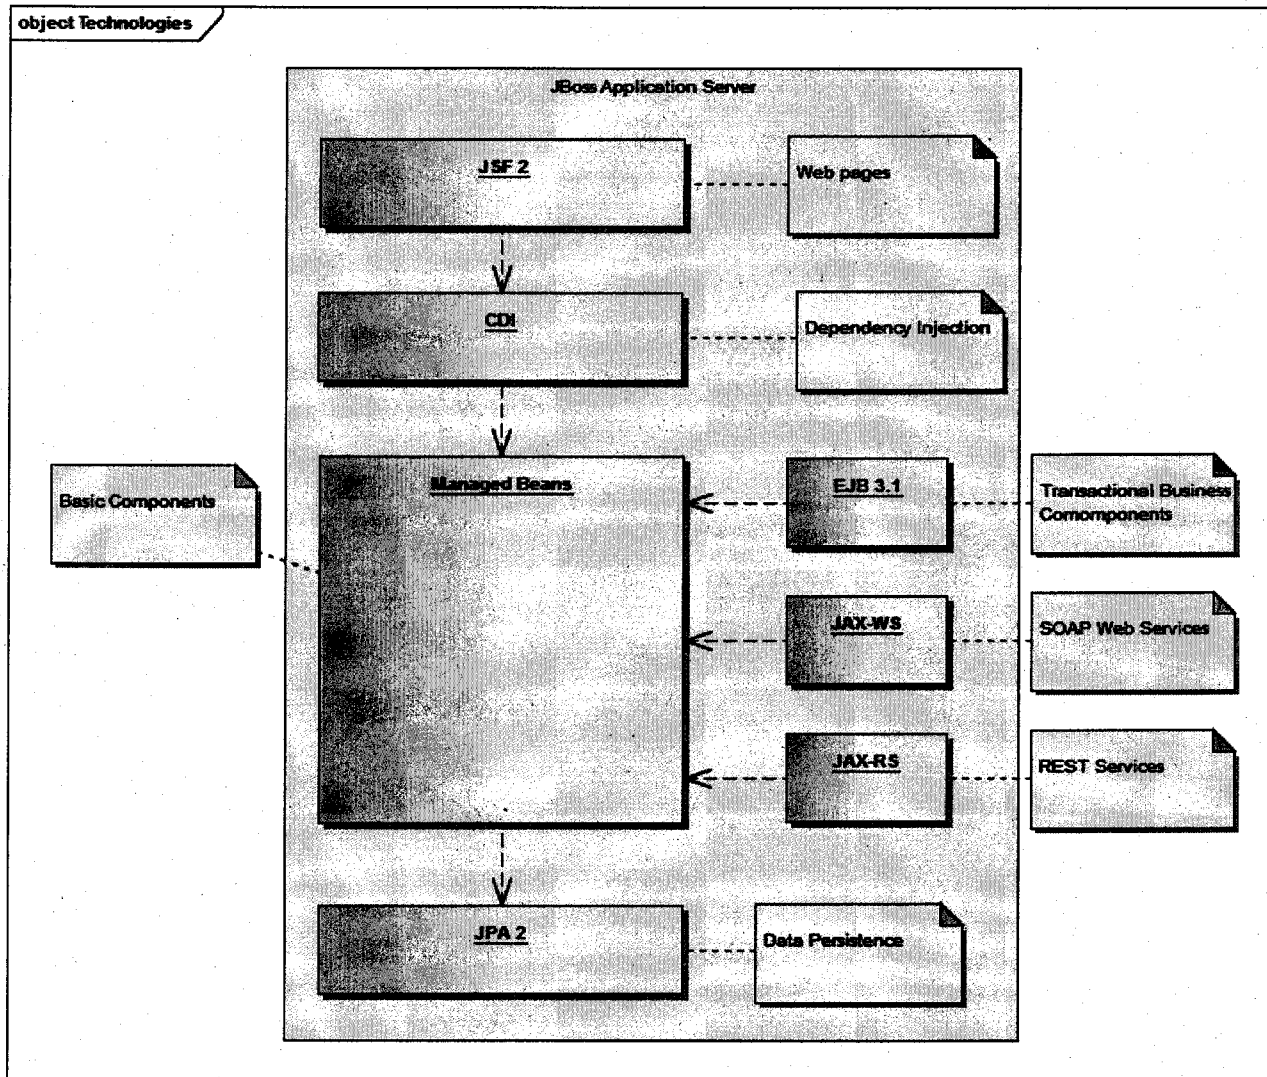 object Technologies
JBoss Application Server
JSF 2
Web pages
CDI
Dependency Injection
Basic Components
Managed Beans
EJB 3.1
Transactional Business
Comomponents
JAX-WS
SOAP Web Services
JAX-RS
REST Services
JPA 2
Data Persistence